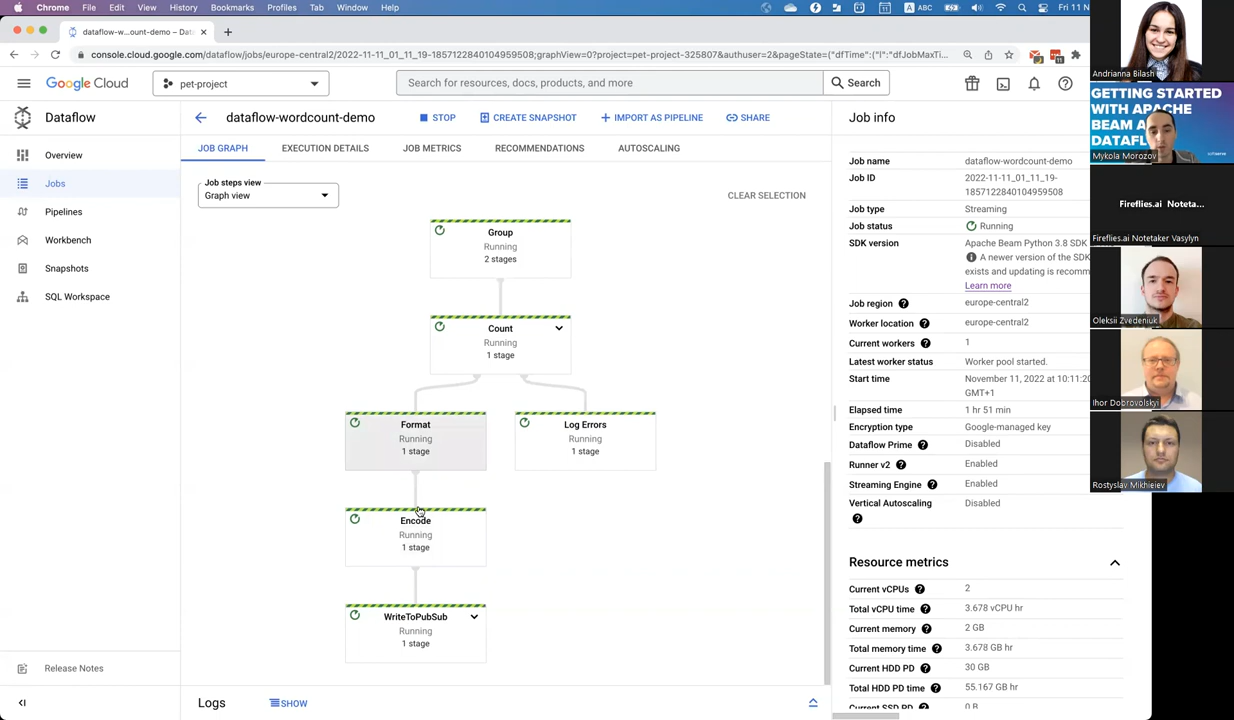 Chrome File Edit View History Bookmarks Profiles Tab Window Help
ABC
Fri 11 N
dataflow-w...ount-demo – Dat
console.cloud.google.com/dataflow/jobs/europe-central2/2022-11-11_01_11_19-1857122840104959508;graphView=0?project=pet-project-325807&authuser=2&pageState=("dfTime":("l":"dfJobMaxTi...
Google Cloud
pet-project
Search for resources, docs, products, and more
Search
Dataflow
Overview
Jobs
Pipelines
Workbench
Snapshots
SQL Workspace
Release Notes
dataflow-wordcount-demo
STOP
CREATE SNAPSHOT
IMPORT AS PIPELINE
SHARE
JOB GRAPH
EXECUTION DETAILS
JOB METRICS
RECOMMENDATIONS
AUTOSCALING
Job steps view
Graph view
CLEAR SELECTION
Group
Running
2 stages
Count
Running
1 stage
Format
Running
1 stage
Log Errors
Running
1 stage
Encode
Running
1 stage
WriteToPubSub
Running
1 stage
Logs
SHOW
Job info
Job name dataflow-wordcount-demo
Job ID 2022-11-11_01_11_19-
1857122840104959508
Job type Streaming
Job status Running
SDK version Apache Beam Python 3.8 SDK
A newer version of the SDK
exists and updating is recomm
Learn more
Job region europe-central2
Worker location europe-central2
Current workers 1
Latest worker status Worker pool started.
Start time November 11, 2022 at 10:11:20
GMT+1
Elapsed time 1 hr 51 min
Encryption type Google-managed key
Dataflow Prime Disabled
Runner v2 Enabled
Streaming Engine Enabled
Vertical Autoscaling Disabled
Resource metrics
Current vCPUs 2
Total vCPU time 3.678 vCPU hr
Current memory 2 GB
Total memory time 3.678 GB hr
Current HDD PD 30 GB
Total HDD PD time 55.167 GB hr
Current SSD PD 0 B
Andrianna Bilash
GETTING STARTED
WITH APACHE
BEAM A
DATAFL
softserve
Mykola Morozov
Fireflies.ai Noteta...
Fireflies.ai Notetaker Vasylyn
Oleksii Zvedeniuk
Ihor Dobrovolskyi
Rostyslav Mikhieiev